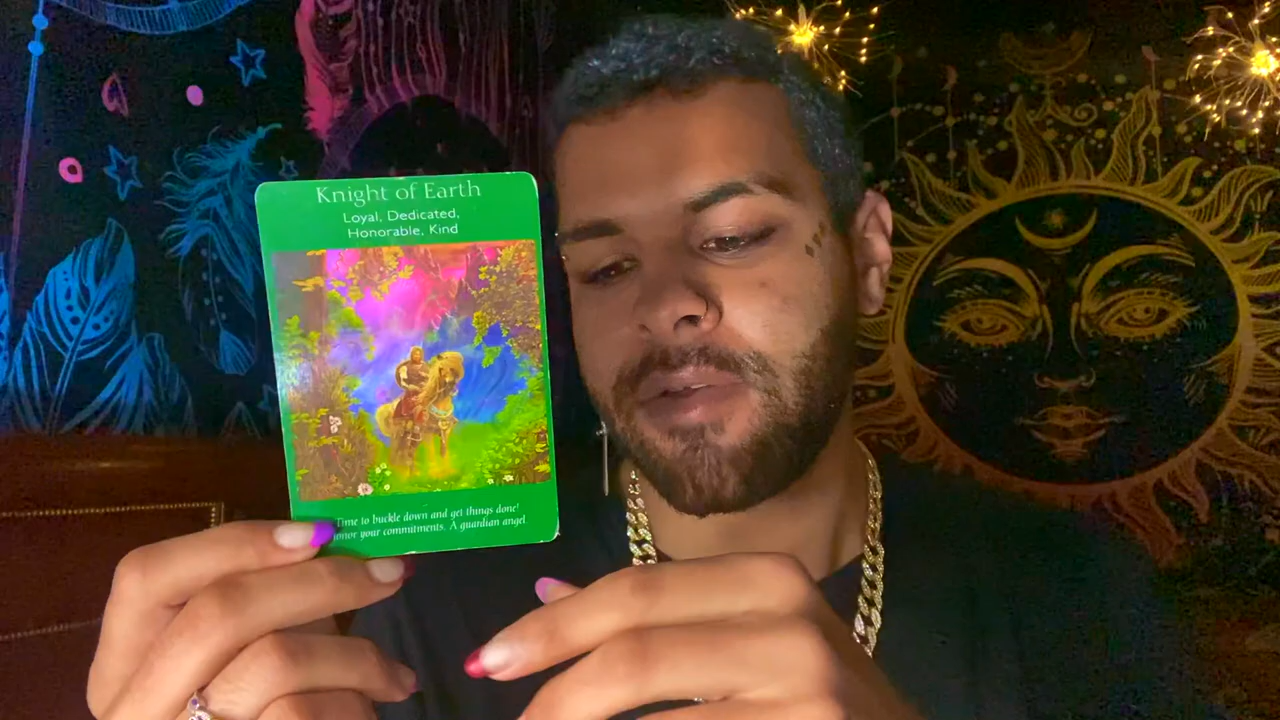 Knight of Earth
Loyal, Dedicated,
Honorable, Kind
Time to buckle down and get things done!
your commitments. A guardian angel